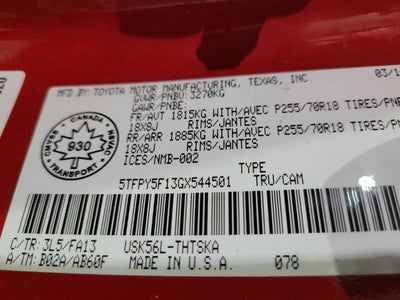 020
MFD.BY:TOYOTA MOTOR MANUFACTURING, TEXAS, INC. 03/1
GVWR/PNBV: 3270KG
GAWR/PNBE:
FR/AVT 1815KG WITH/AVEC P255/70R18 TIRES/PNE
18X8J RIMS/JANTES
RR/ARR 1885KG WITH/AVEC P255/70R18 TIRES/PN
18X8J RIMS/JANTES
ICES/NMB-002
CANADA
TRANSPORT
930
TYPE
5TFPY5F13GX544501 TRU/CAM
C/TR: 3L5/FA13 USK56L-THTSKA
A/TM: B02A/AB60F MADE IN U.S.A. 078